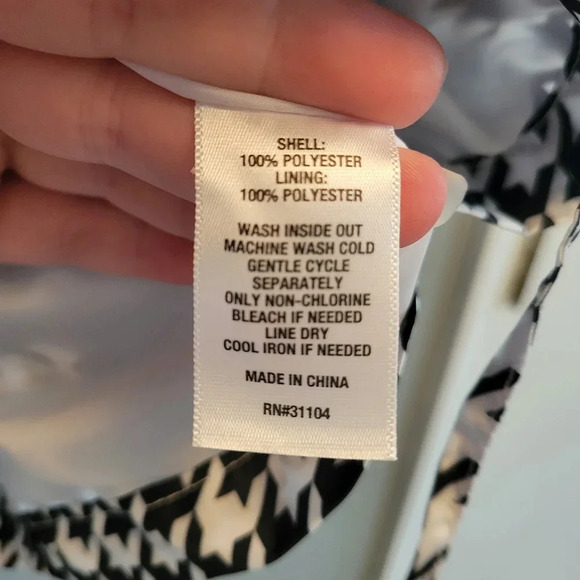 SHELL:
100% POLYESTER
LINING:
100% POLYESTER
WASH INSIDE OUT
MACHINE WASH COLD
GENTLE CYCLE
SEPARATELY
ONLY NON-CHLORINE
BLEACH IF NEEDED
LINE DRY
COOL IRON IF NEEDED
MADE IN CHINA
RN#31104